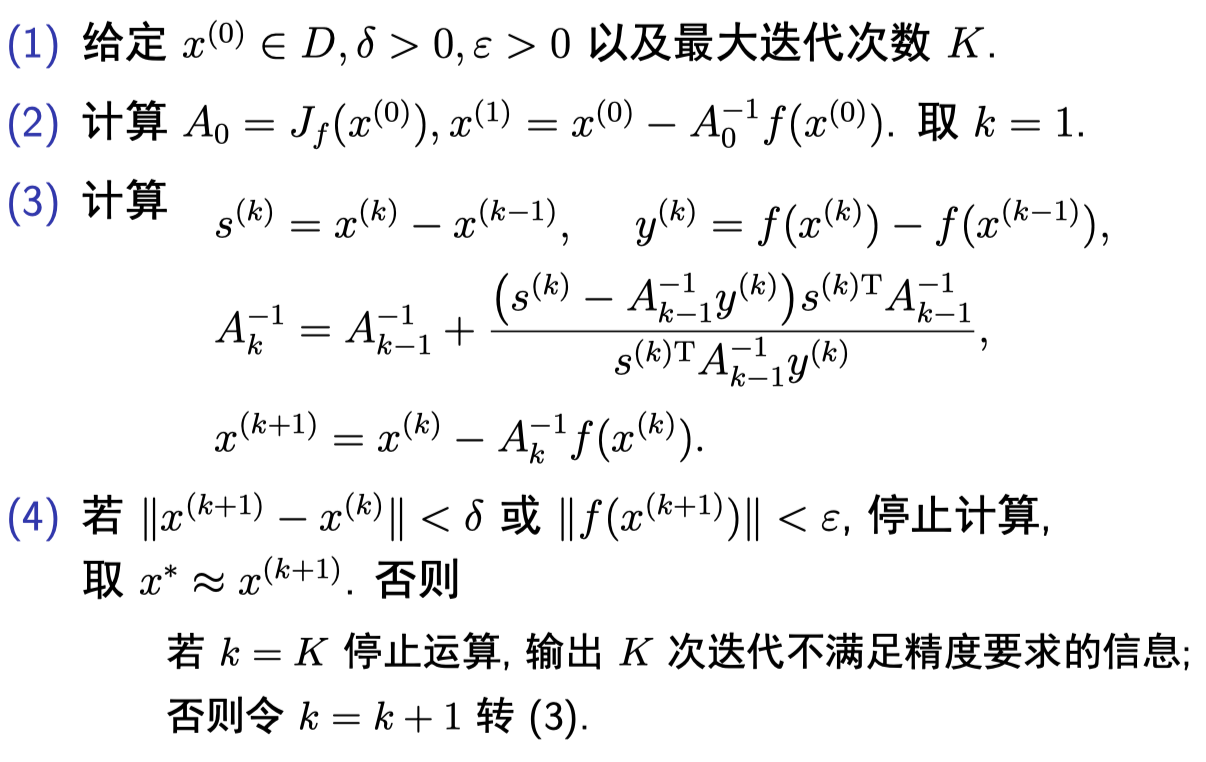 (1) 给定 $x^{(0)} \in D, \delta > 0, \varepsilon > 0$ 以及最大迭代次数 $K$.
(2) 计算 $A_0 = J_f(x^{(0)}), x^{(1)} = x^{(0)} - A_0^{-1} f(x^{(0)})$. 取 $k = 1$.
(3) 计算 $s^{(k)} = x^{(k)} - x^{(k-1)}, \quad y^{(k)} = f(x^{(k)}) - f(x^{(k-1)}),$
$A_k^{-1} = A_{k-1}^{-1} + \frac{(s^{(k)} - A_{k-1}^{-1} y^{(k)}) s^{(k)\mathrm{T}} A_{k-1}^{-1}}{s^{(k)\mathrm{T}} A_{k-1}^{-1} y^{(k)}},$
$x^{(k+1)} = x^{(k)} - A_k^{-1} f(x^{(k)}).$
(4) 若 $\|x^{(k+1)} - x^{(k)}\| < \delta$ 或 $\|f(x^{(k+1)})\| < \varepsilon$, 停止计算,
取 $x^* \approx x^{(k+1)}$. 否则
若 $k = K$ 停止运算, 输出 $K$ 次迭代不满足精度要求的信息;
否则令 $k = k + 1$ 转 (3).